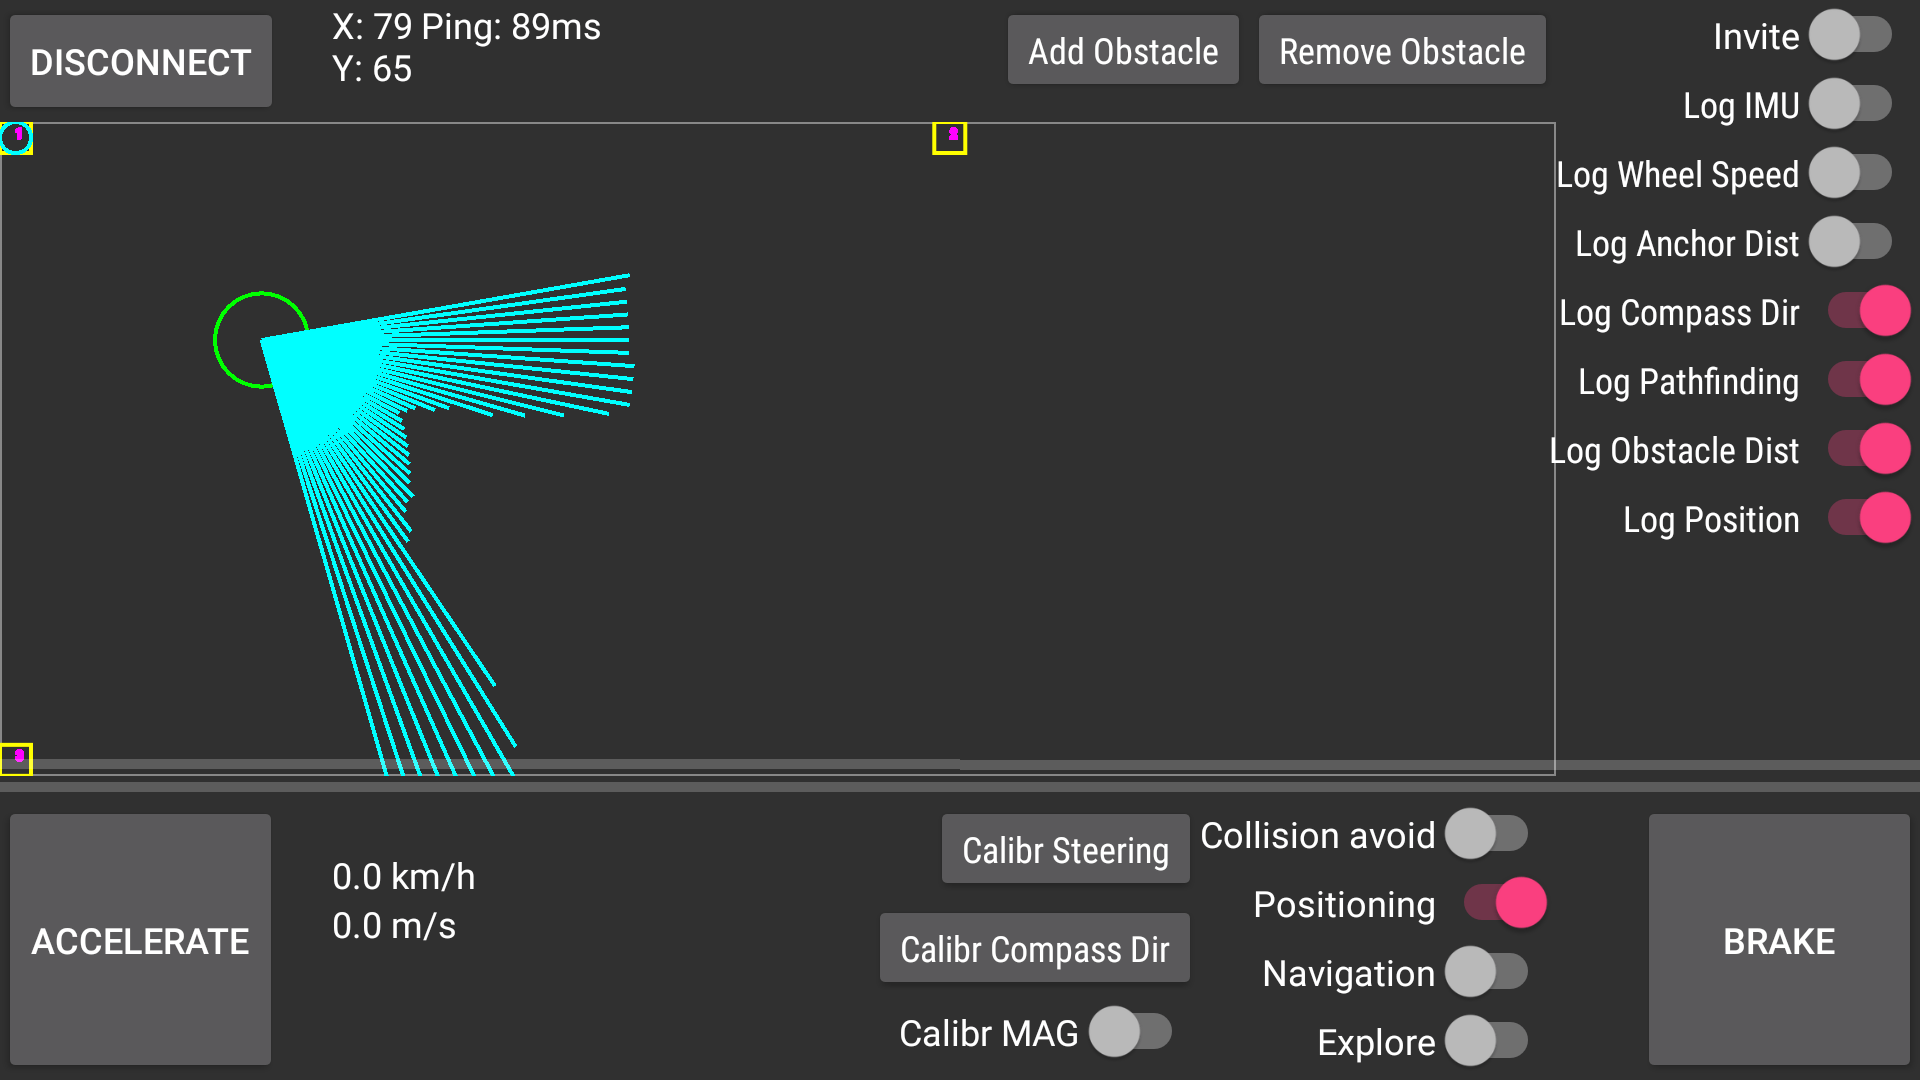 DISCONNECT
X: 79 Ping: 89ms
Y: 65
Add Obstacle
Remove Obstacle
Invite
Log IMU
Log Wheel Speed
Log Anchor Dist
Log Compass Dir
Log Pathfinding
Log Obstacle Dist
Log Position
1
2
3
ACCELERATE
0.0 km/h
0.0 m/s
Calibr Steering
Calibr Compass Dir
Calibr MAG
Collision avoid
Positioning
Navigation
Explore
BRAKE